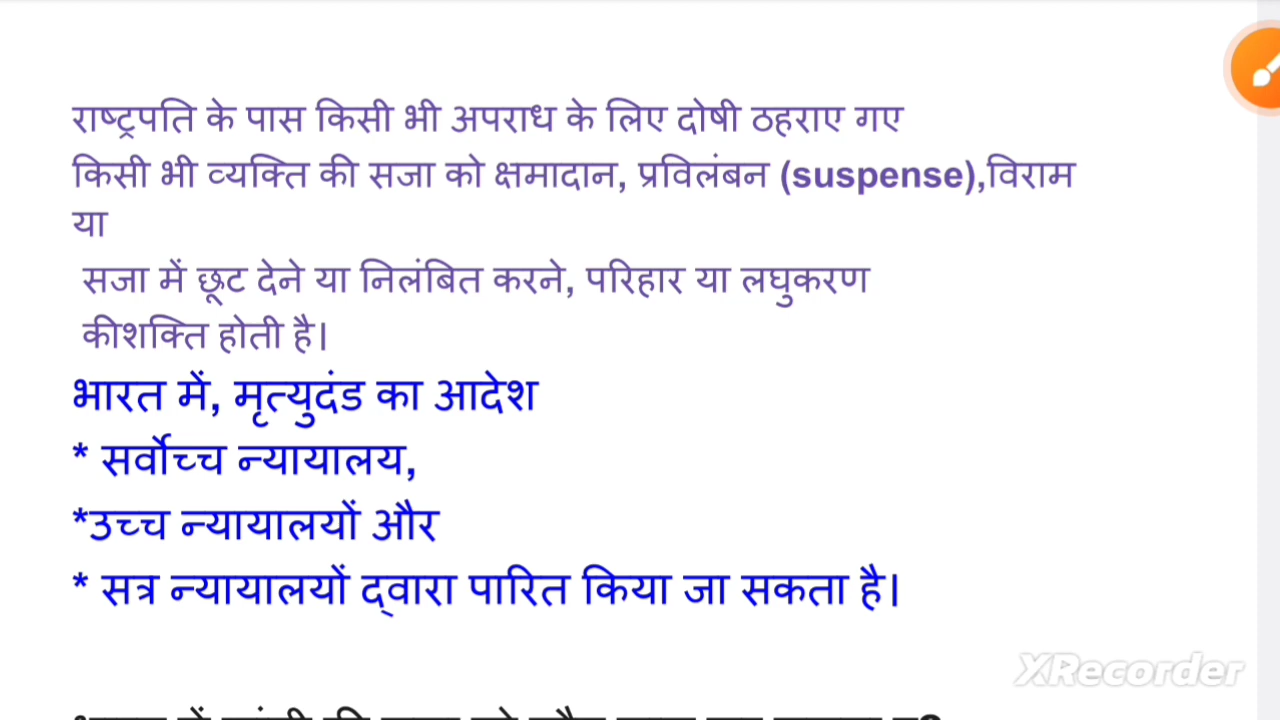 राष्ट्रपति के पास किसी भी अपराध के लिए दोषी ठहराए गए
किसी भी व्यक्ति की सजा को क्षमादान, प्रविलंबन (suspense),विराम
या
सजा में छूट देने या निलंबित करने, परिहार या लघुकरण
कीशक्ति होती है।
भारत में, मृत्युदंड का आदेश
* सर्वोच्च न्यायालय,
*उच्च न्यायालयों और
* सत्र न्यायालयों द्वारा पारित किया जा सकता है।
XRecorder